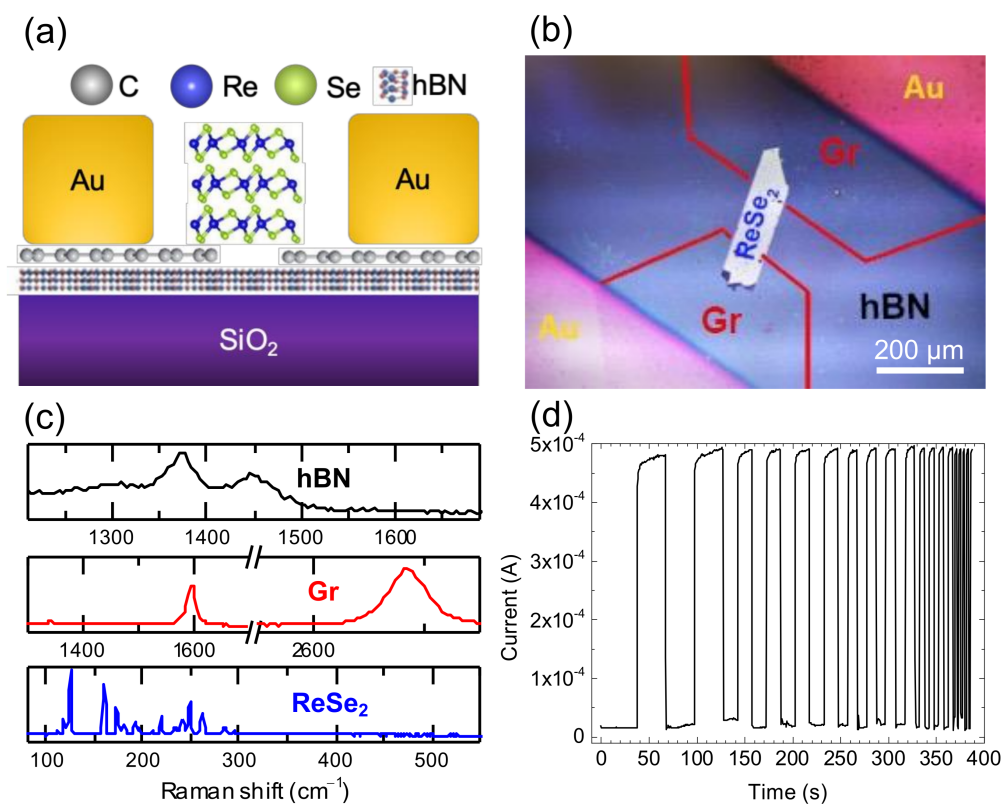 (a)
C Re Se hBN
Au Au
SiO₂
(b)
Au
Gr
ReSe₂
Gr
hBN
Au
200 μm
(c)
hBN
1300 1400 1500 1600
Gr
1400 1600 2600
ReSe₂
100 200 300 400 500
Raman shift (cm⁻¹)
(d)
5x10⁻⁴
4x10⁻⁴
3x10⁻⁴
2x10⁻⁴
1x10⁻⁴
0
Current (A)
0 50 100 150 200 250 300 350 400
Time (s)